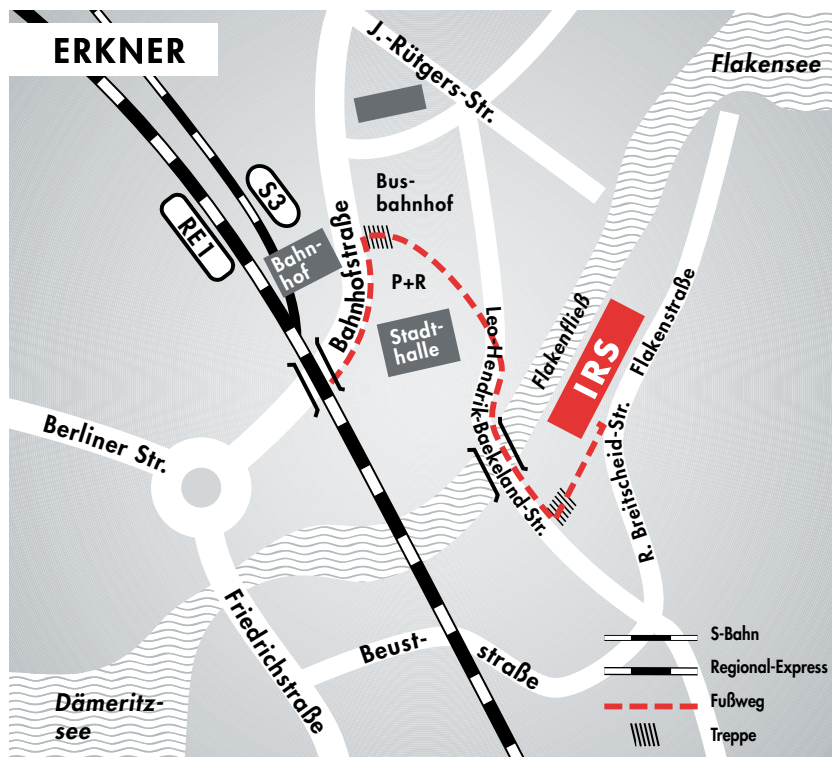 ERKNER
J.-Rütgers-Str.
Flakensee
S3
RE1
Bus-
bahnhof
Bahn-
hof
Bahnhofstraße
P+R
Stadt-
halle
Leo-Hendrik-Baekeland-Str.
Flakenfließ
IRS
Flakenstraße
Berliner Str.
R. Breitscheid-Str.
Friedrichstraße
Beust-
straße
Dämeritz-
see
S-Bahn
Regional-Express
Fußweg
Treppe